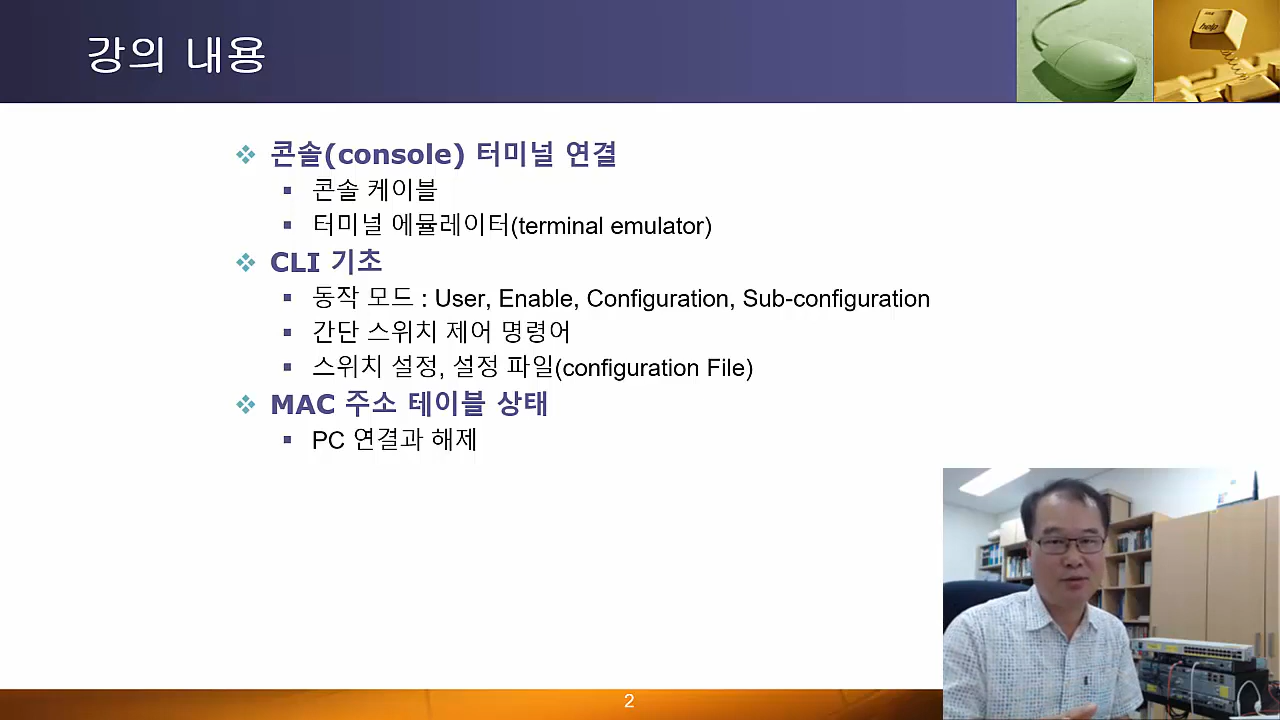 강의 내용
help
콘솔(console) 터미널 연결
콘솔 케이블
터미널 에뮬레이터(terminal emulator)
CLI 기초
동작 모드 : User, Enable, Configuration, Sub-configuration
간단 스위치 제어 명령어
스위치 설정, 설정 파일(configuration File)
MAC 주소 테이블 상태
PC 연결과 해제
2